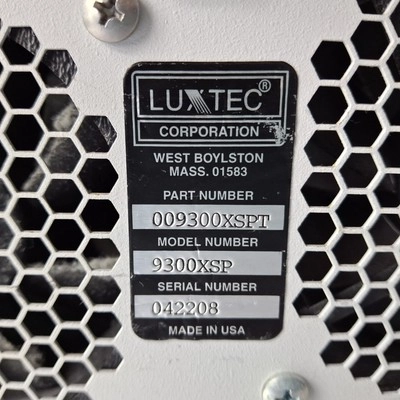 LUXTEC®
CORPORATION
WEST BOYLSTON
MASS. 01583
PART NUMBER
009300XSPT
MODEL NUMBER
9300XSP
SERIAL NUMBER
042208
MADE IN USA